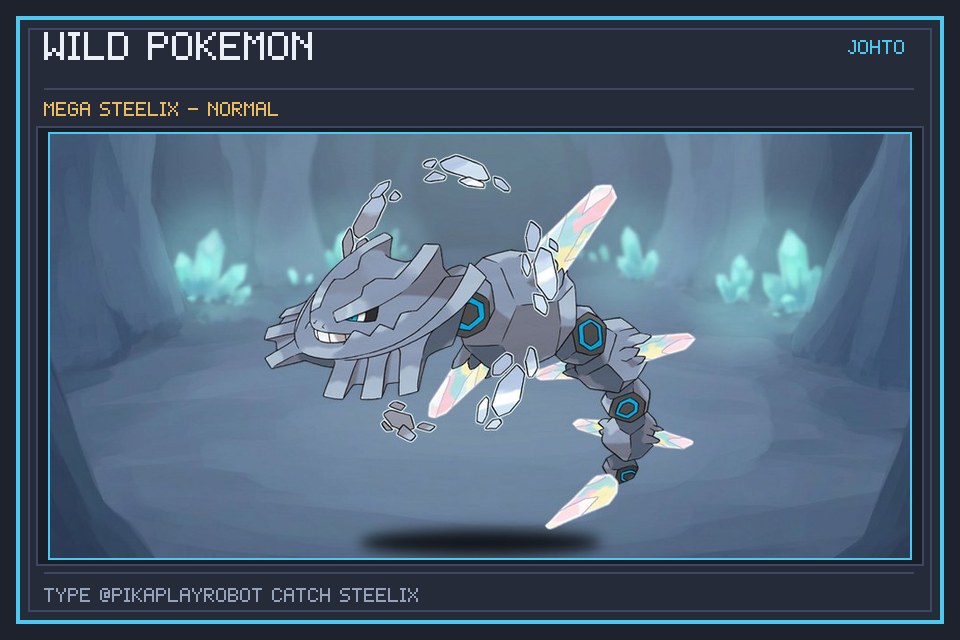 WILD POKEMON
JOHTO
MEGA STEELIX - NORMAL
TYPE @PIKAPLAYROBOT CATCH STEELIX